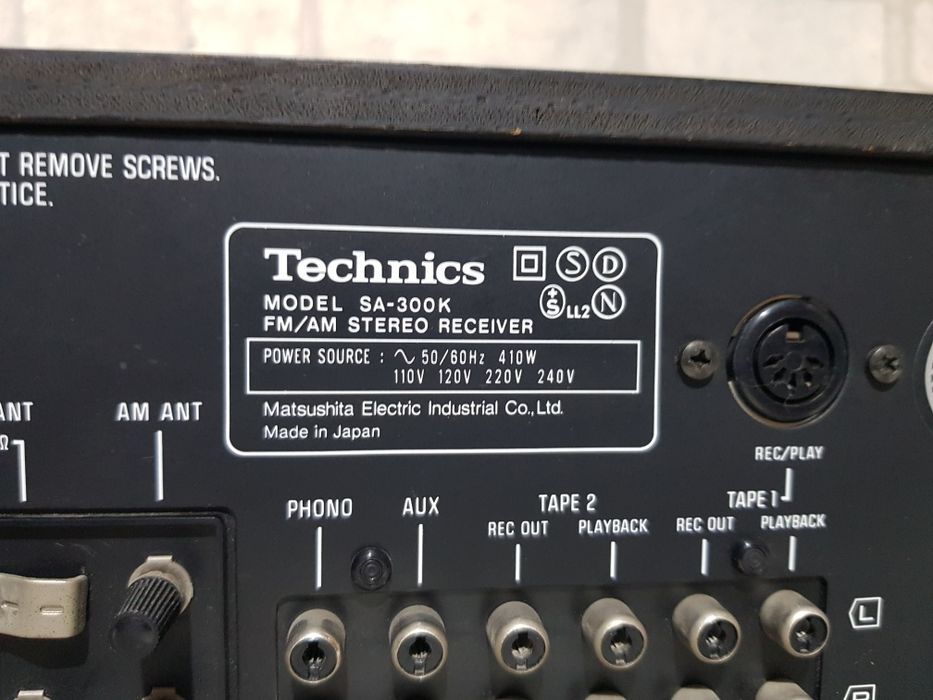 T REMOVE SCREWS.
TICE.
Technics
S D
S LL2 N
MODEL SA-300K
FM/AM STEREO RECEIVER
POWER SOURCE : ∿ 50/60Hz 410W
110V 120V 220V 240V
Matsushita Electric Industrial Co., Ltd.
Made in Japan
ANT
Ω
AM ANT
REC/PLAY
PHONO
AUX
TAPE 2
REC OUT PLAYBACK
TAPE 1
REC OUT PLAYBACK
L
R